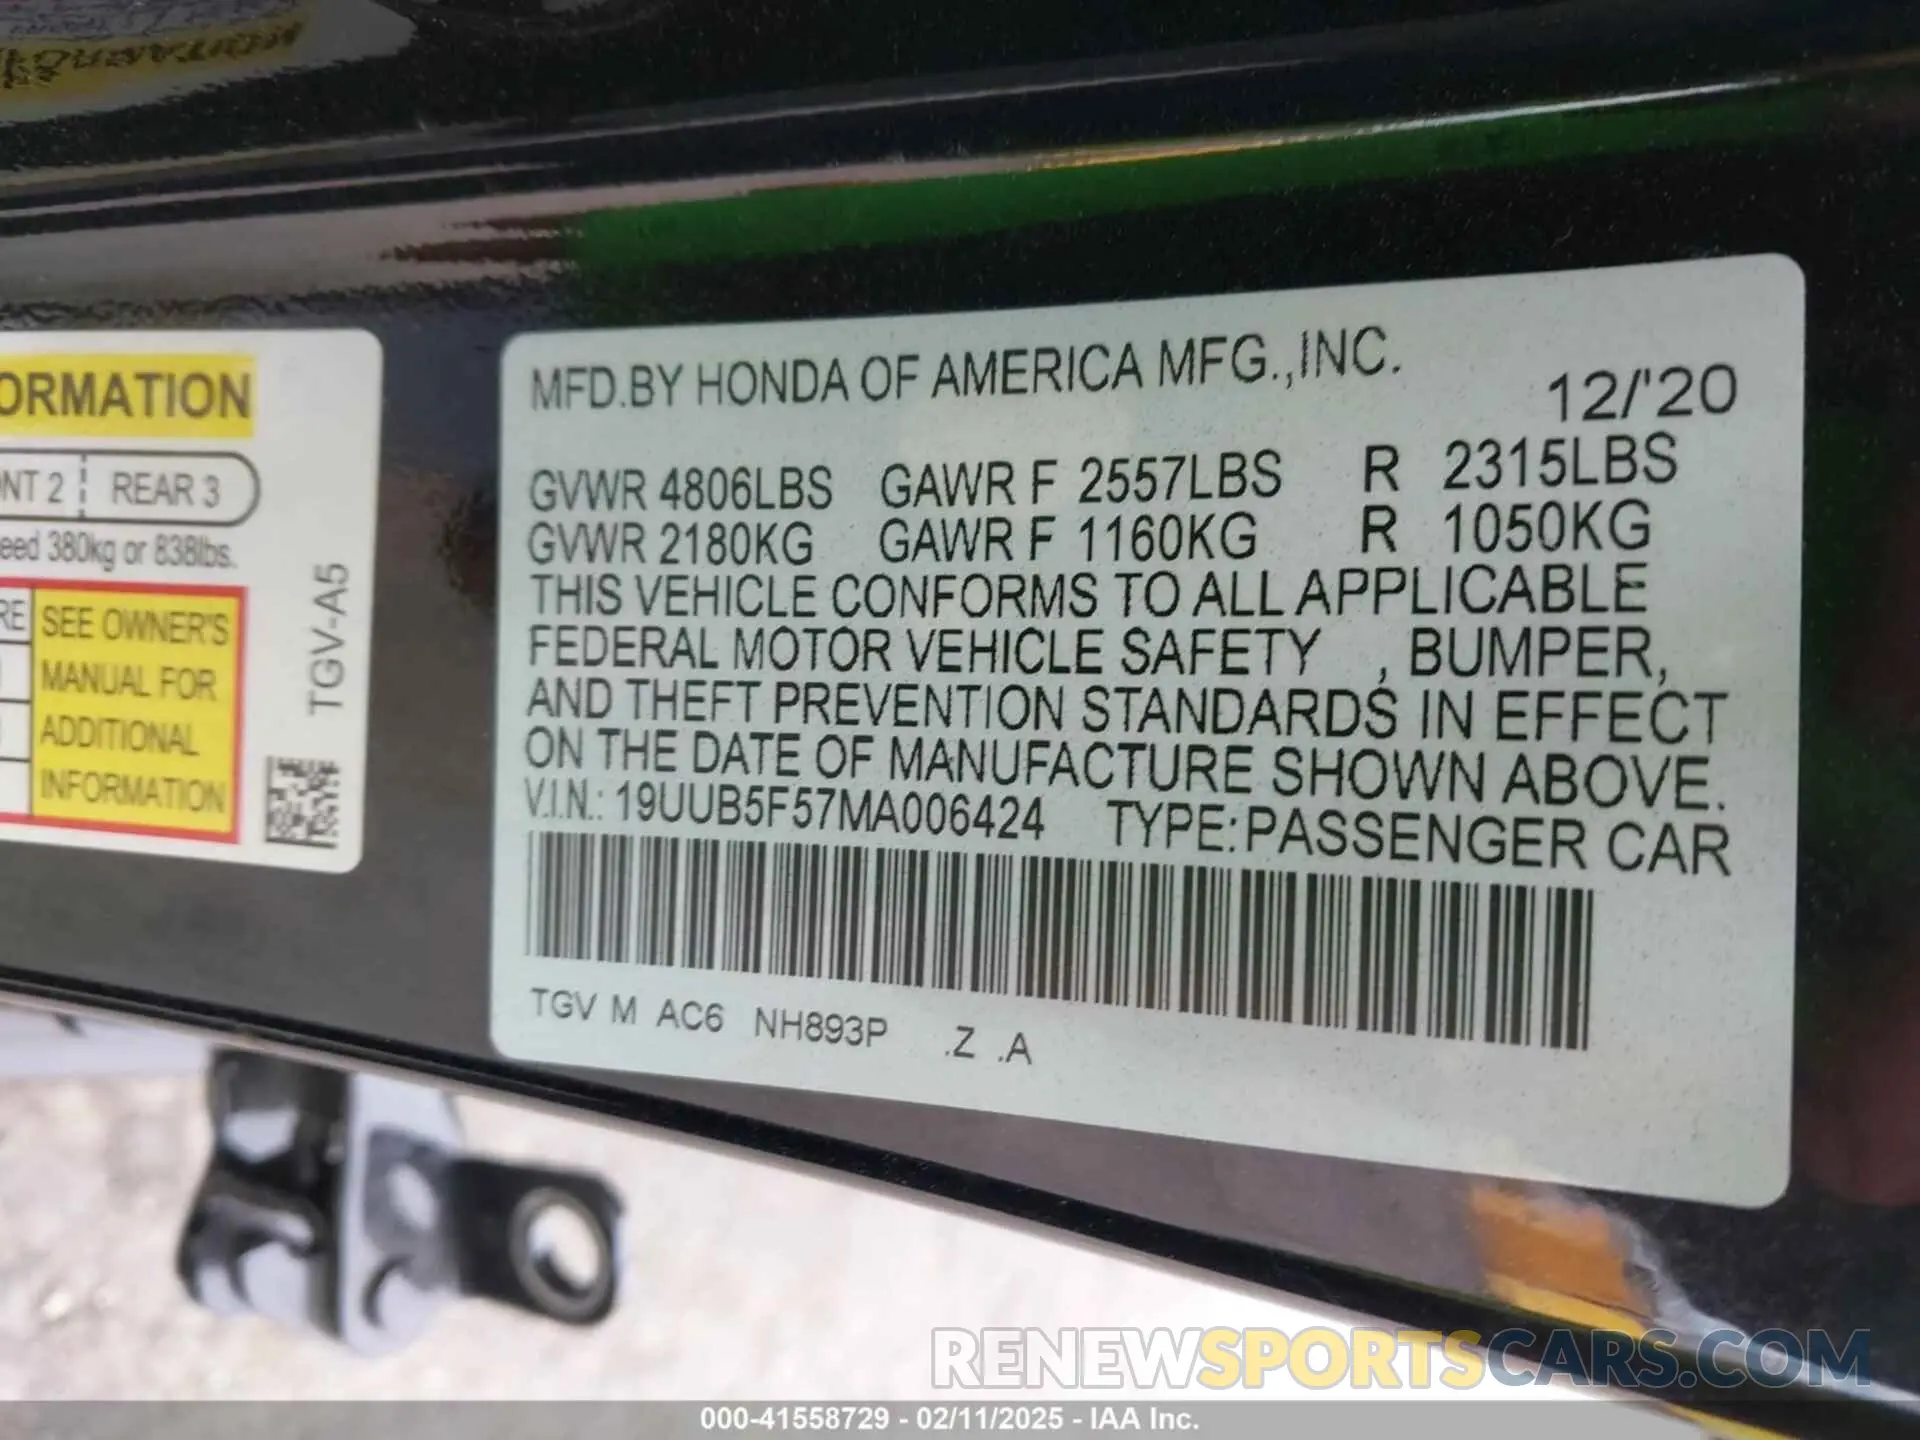 ORMATION
NT 2 REAR 3
eed 380kg or 838lbs.
RE
SEE OWNER'S
MANUAL FOR
ADDITIONAL
INFORMATION
TGV-A5
MFD.BY HONDA OF AMERICA MFG.,INC.
12/'20
GVWR 4806LBS GAWR F 2557LBS R 2315LBS
GVWR 2180KG GAWR F 1160KG R 1050KG
THIS VEHICLE CONFORMS TO ALL APPLICABLE
FEDERAL MOTOR VEHICLE SAFETY , BUMPER,
AND THEFT PREVENTION STANDARDS IN EFFECT
ON THE DATE OF MANUFACTURE SHOWN ABOVE.
V.I.N.: 19UUB5F57MA006424 TYPE:PASSENGER CAR
TGV M AC6 NH893P .Z .A
RENEWSPORTSCARS.COM
000-41558729 - 02/11/2025 - IAA Inc.